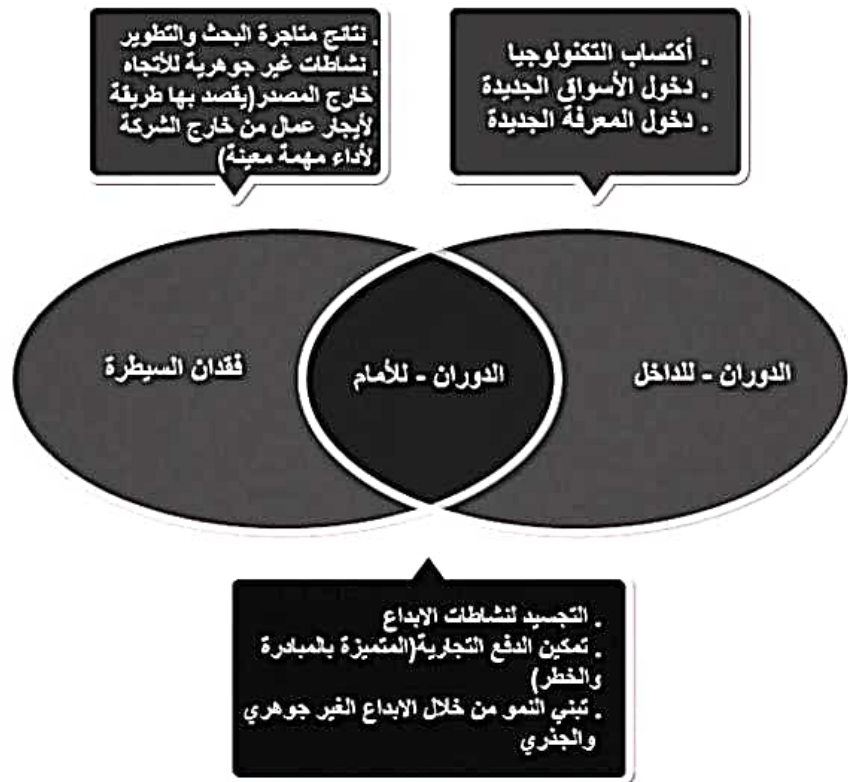 . أكتساب التكنولوجيا
. دخول الأسواق الجديدة
. دخول المعرفة الجديدة
. نتائج متاجرة البحث والتطوير
. نشاطات غير جوهرية للأتجاه
خارج المصدر(يقصد بها طريقة
لأيجار عمال من خارج الشركة
لأداء مهمة معينة)
الدوران - للداخل
الدوران - للأمام
فقدان السيطرة
. التجسيد لنشاطات الابداع
. تمكين الدفع التجارية(المتميزة بالمبادرة
والخطر)
. تبني النمو من خلال الابداع الغير جوهري
والجذري